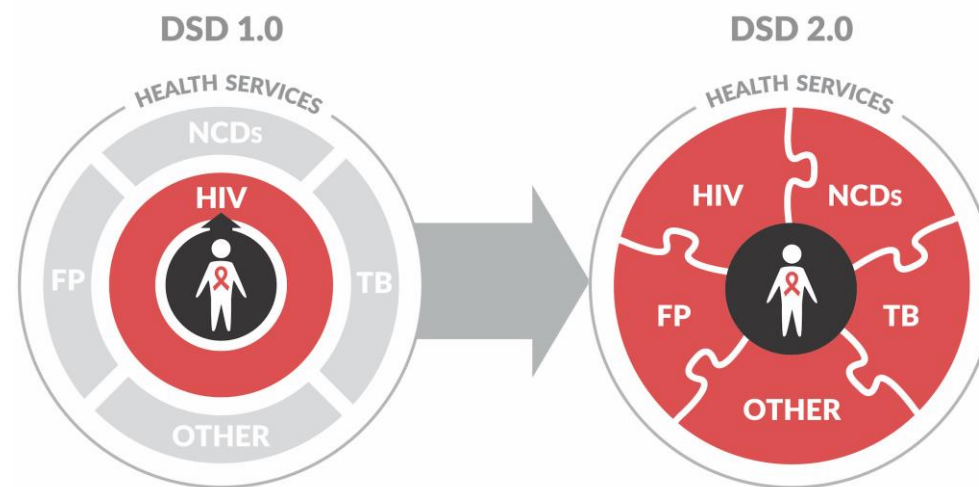 DSD 1.0
HEALTH SERVICES
NCDs
HIV
FP
TB
OTHER
DSD 2.0
HEALTH SERVICES
HIV
NCDs
FP
TB
OTHER